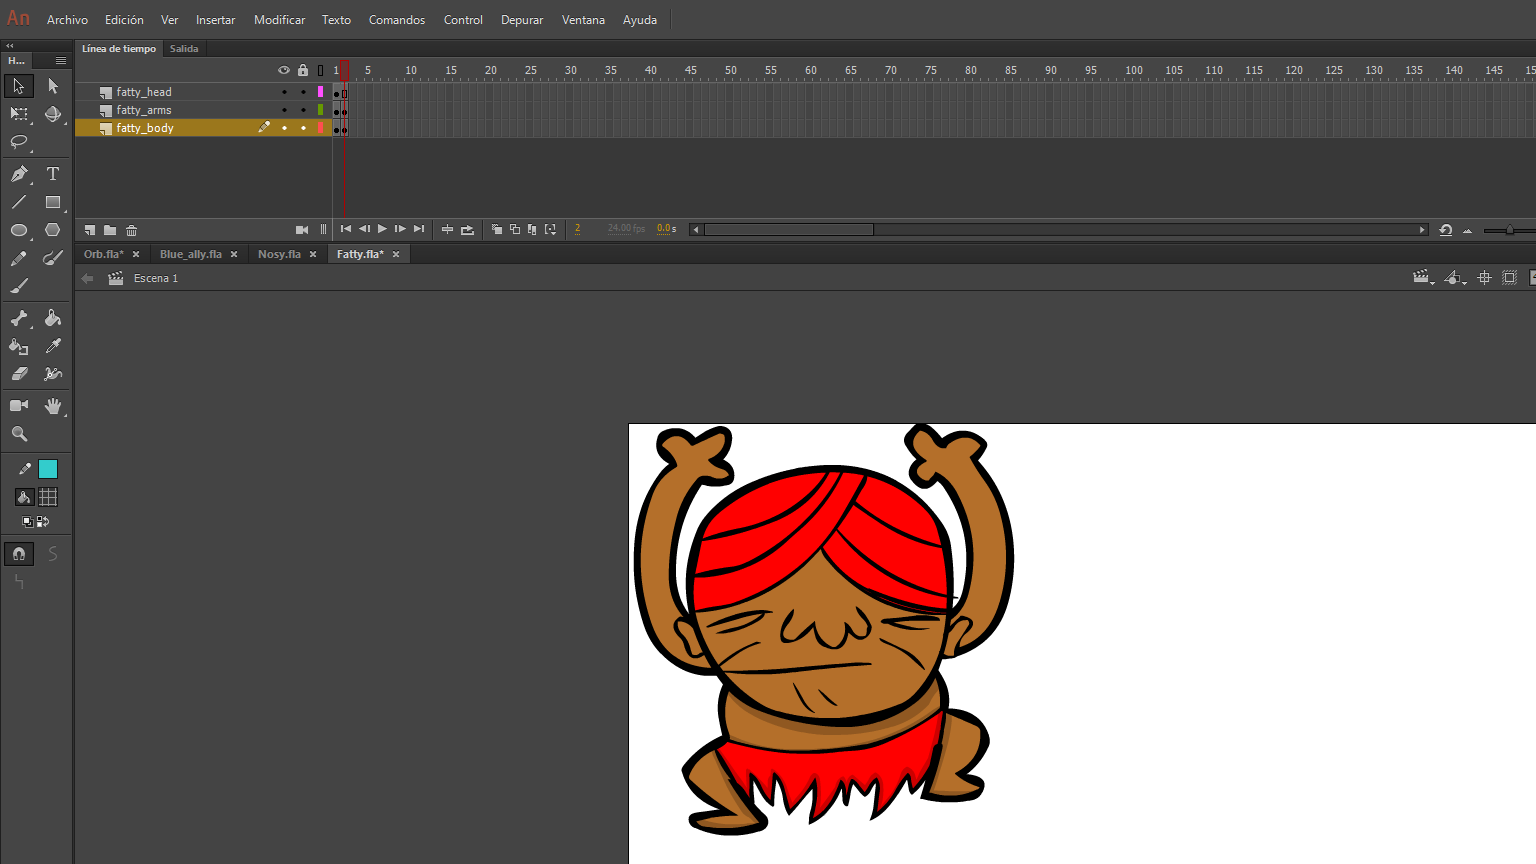 An Archivo Edición Ver Insertar Modificar Texto Comandos Control Depurar Ventana Ayuda
H... Línea de tiempo Salida
1 5 10 15 20 25 30 35 40 45 50 55 60 65 70 75 80 85 90 95 100 105 110 115 120 125 130 135 140 145 15
fatty_head
fatty_arms
fatty_body
2 24.00 fps 0.0 s
Orb.fla* Blue_ally.fla Nosy.fla Fatty.fla*
Escena 1